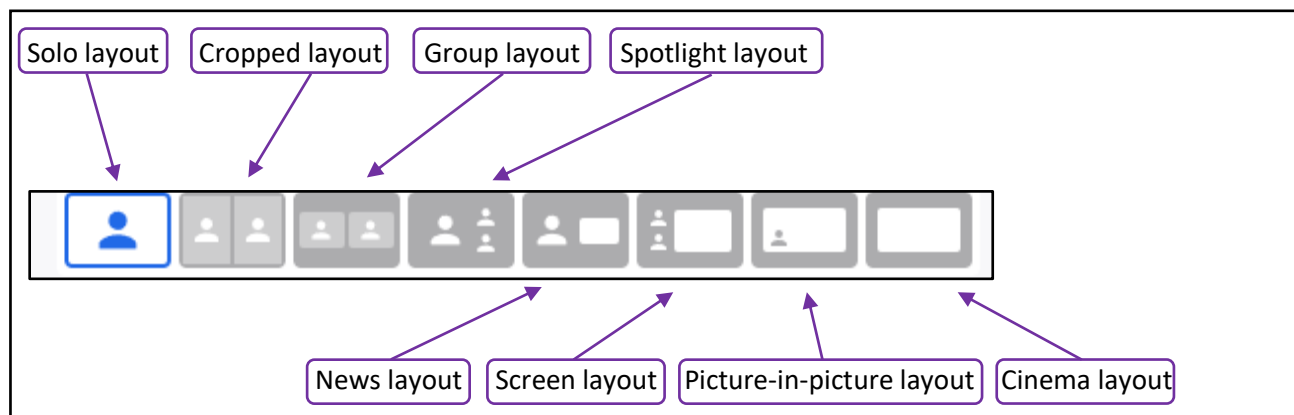 Solo layout
Cropped layout
Group layout
Spotlight layout
News layout
Screen layout
Picture-in-picture layout
Cinema layout